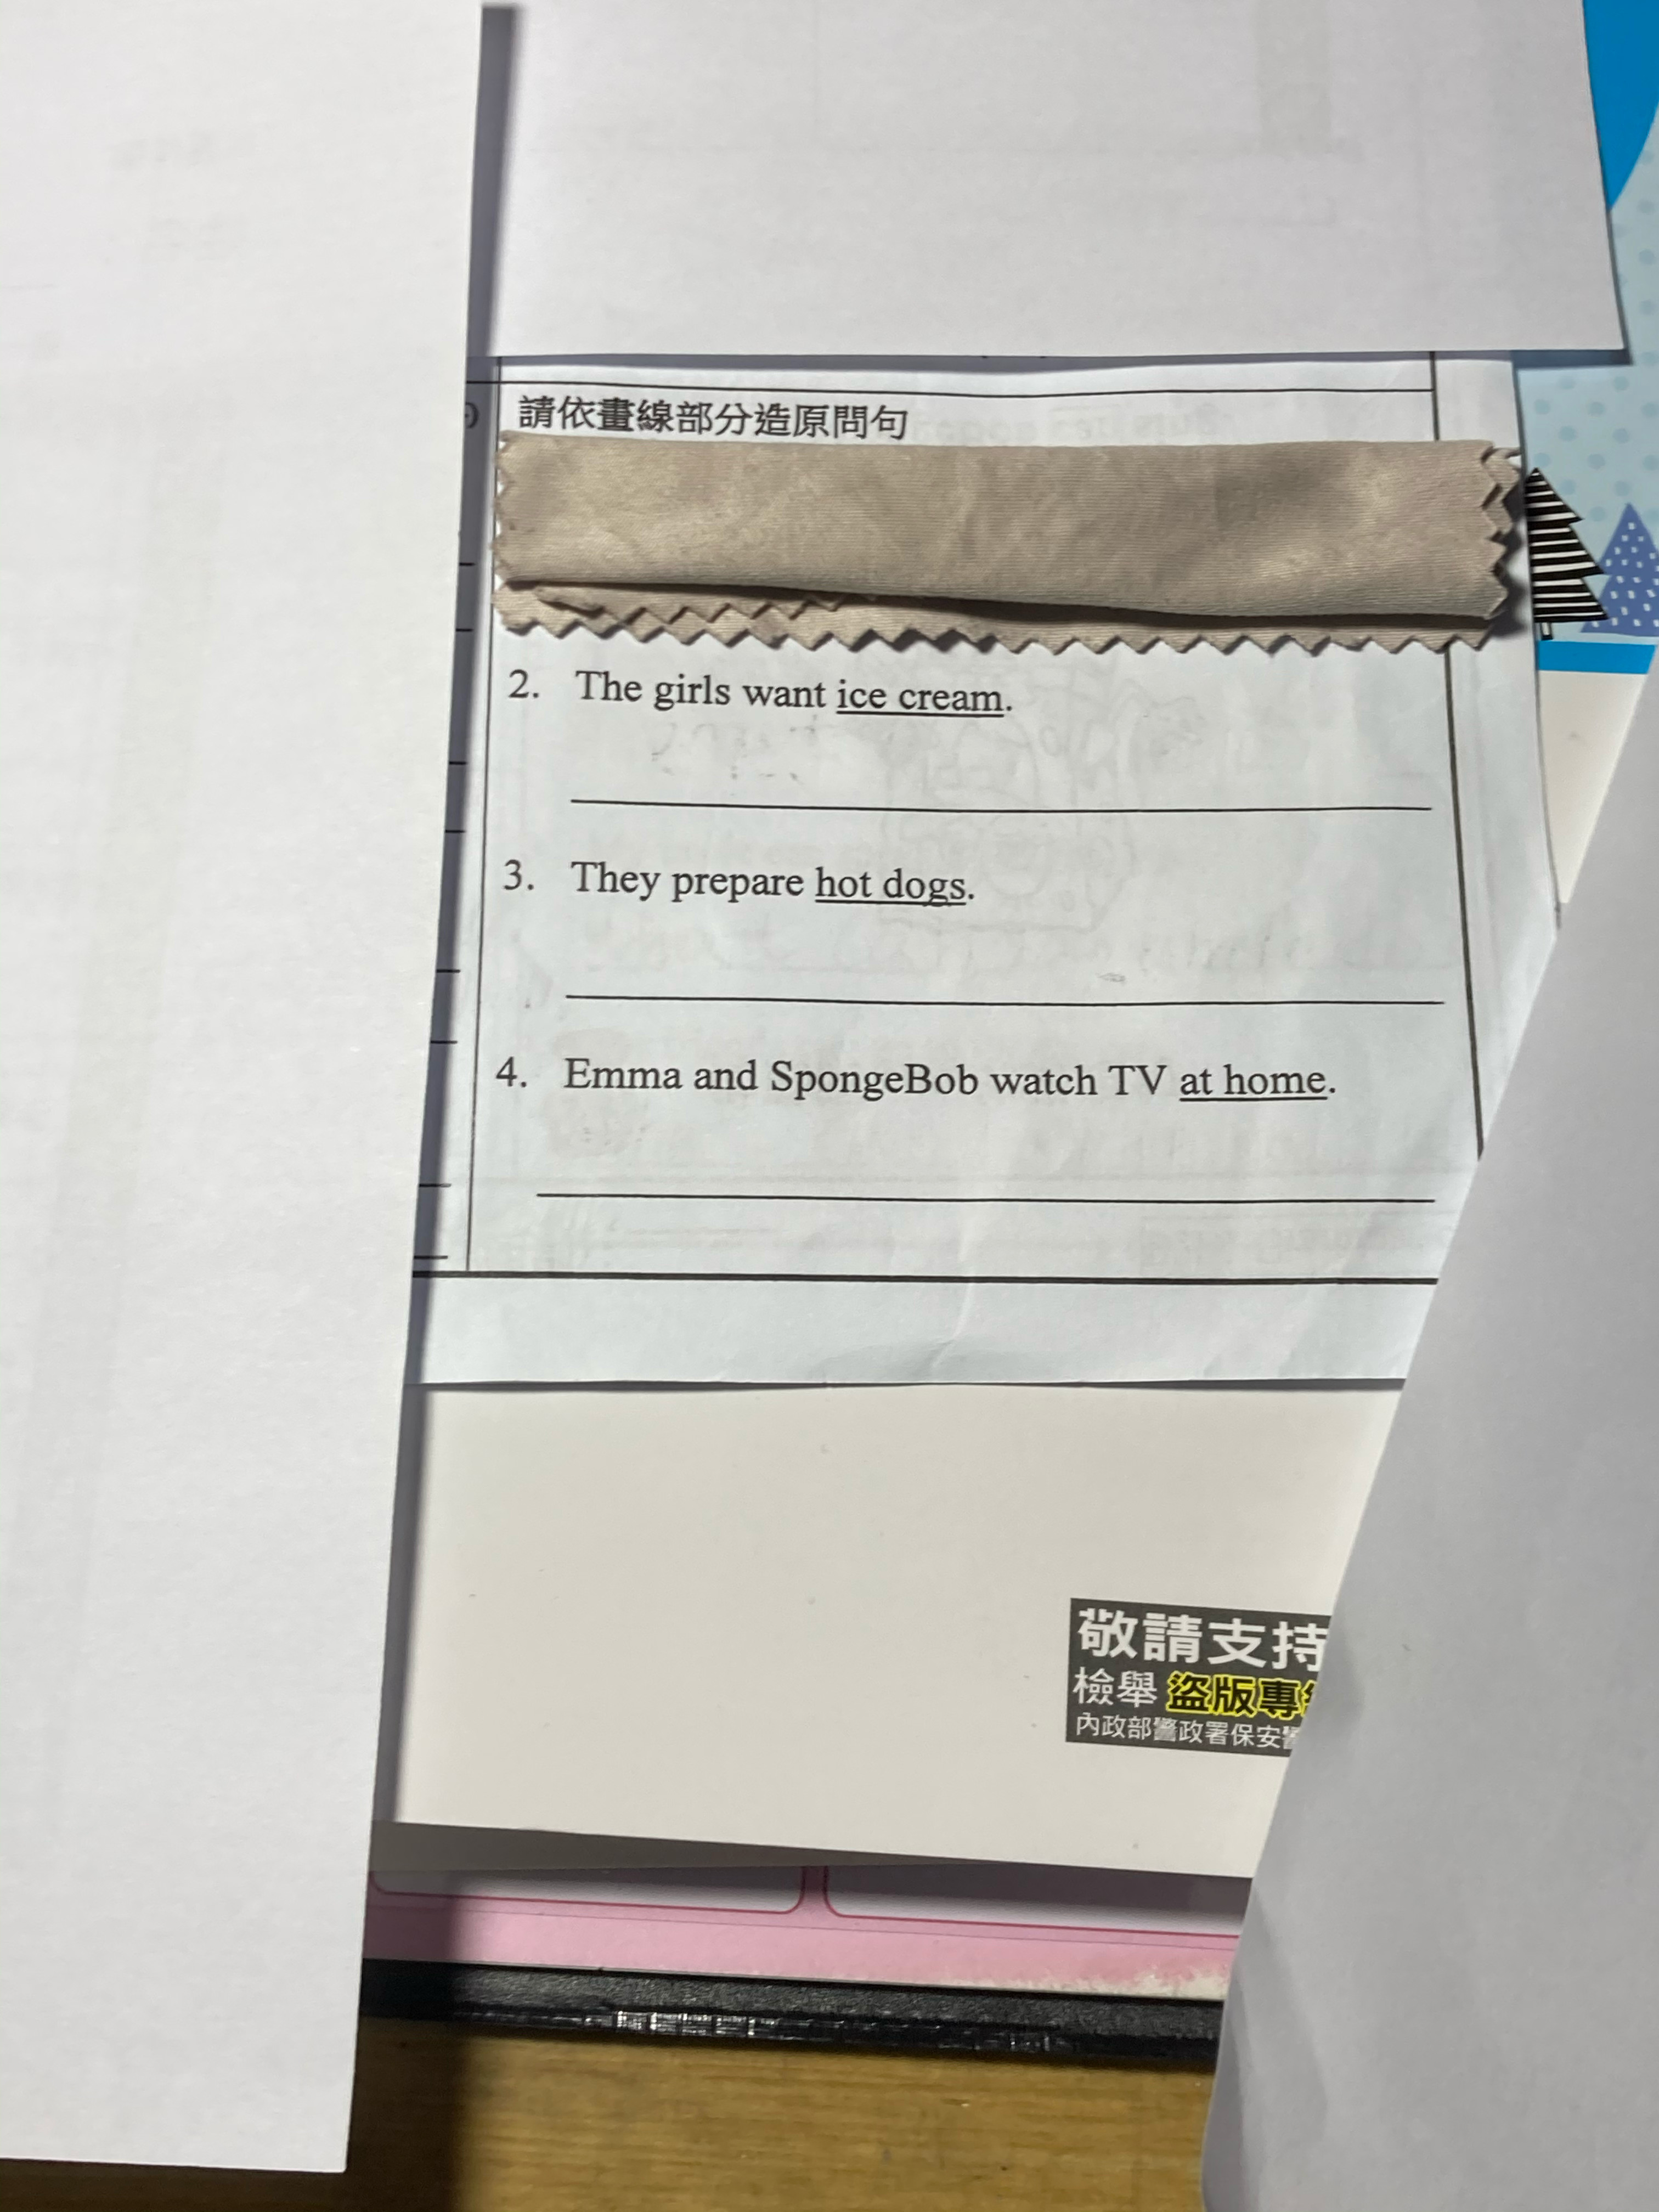 請依畫線部分造原問句
2. The girls want ice cream.
3. They prepare hot dogs.
4. Emma and SpongeBob watch TV at home.
敬請支持
檢舉 盜版專
內政部警政署保安